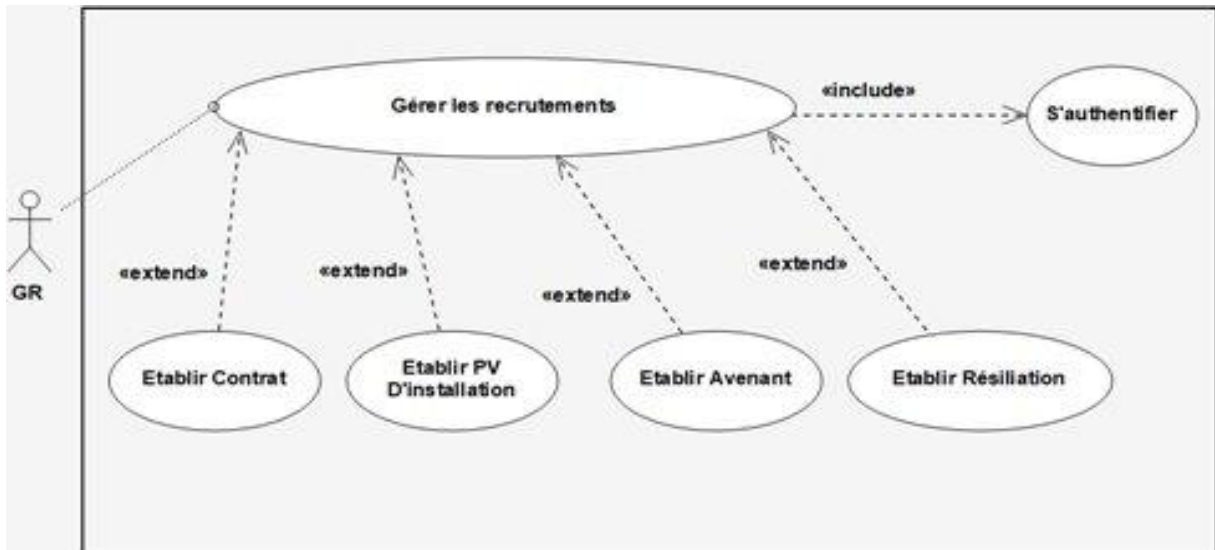 Gérer les recrutements
«include»
S'authentifier
GR
«extend»
«extend»
«extend»
«extend»
Etablir Contrat
Etablir PV
D'installation
Etablir Avenant
Etablir Résiliation